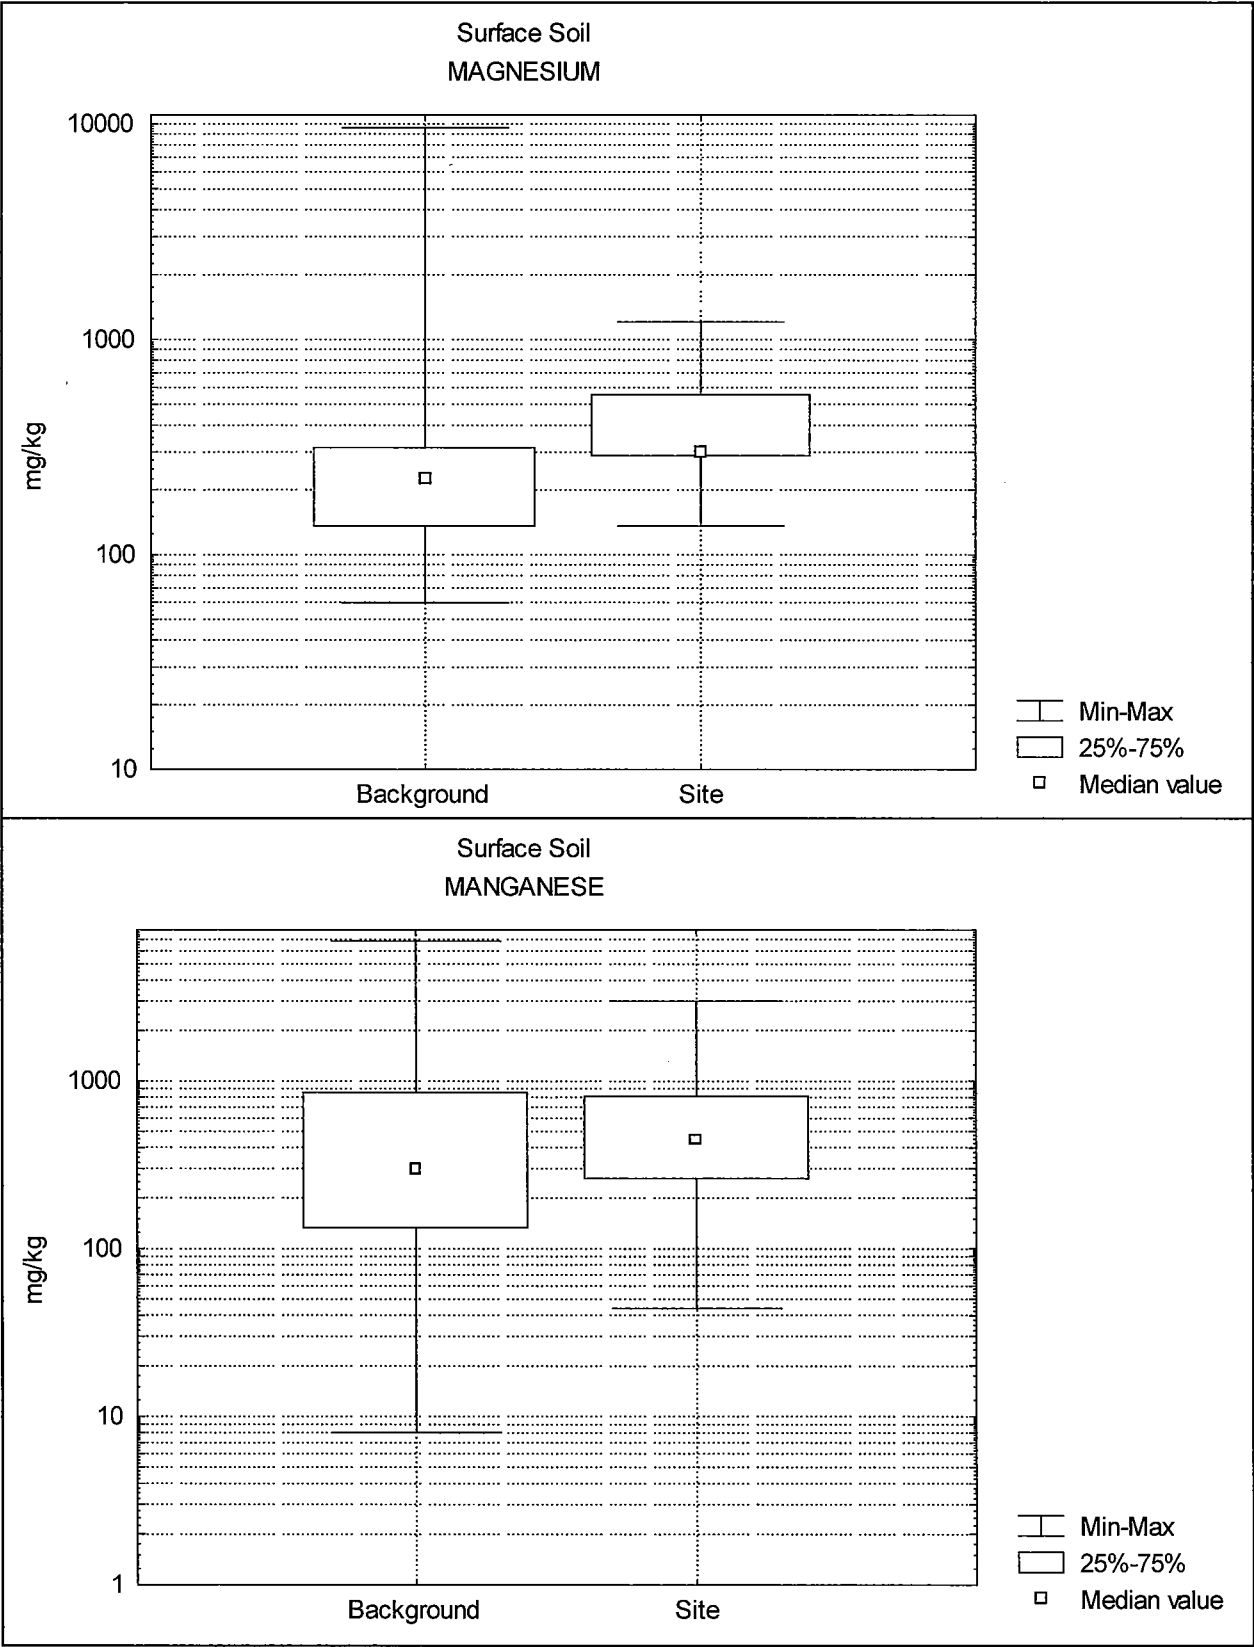 Surface Soil
MAGNESIUM
10000
1000
100
10
mg/kg
Background
Site
Min-Max
25%-75%
Median value
Surface Soil
MANGANESE
1000
100
10
1
mg/kg
Background
Site
Min-Max
25%-75%
Median value